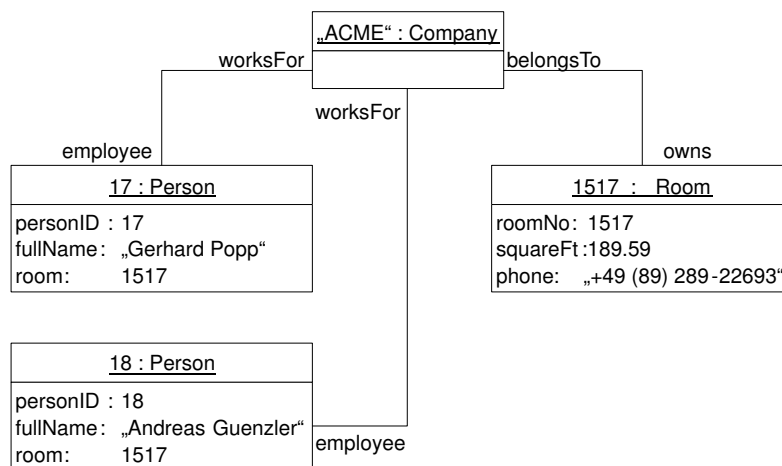 „ACME“ : Company
worksFor
belongsTo
worksFor
employee
owns
17 : Person
personID : 17
fullName: „Gerhard Popp“
room: 1517
1517 : Room
roomNo: 1517
squareFt :189.59
phone: „+49 (89) 289-22693“
18 : Person
personID : 18
fullName: „Andreas Guenzler“
room: 1517
employee